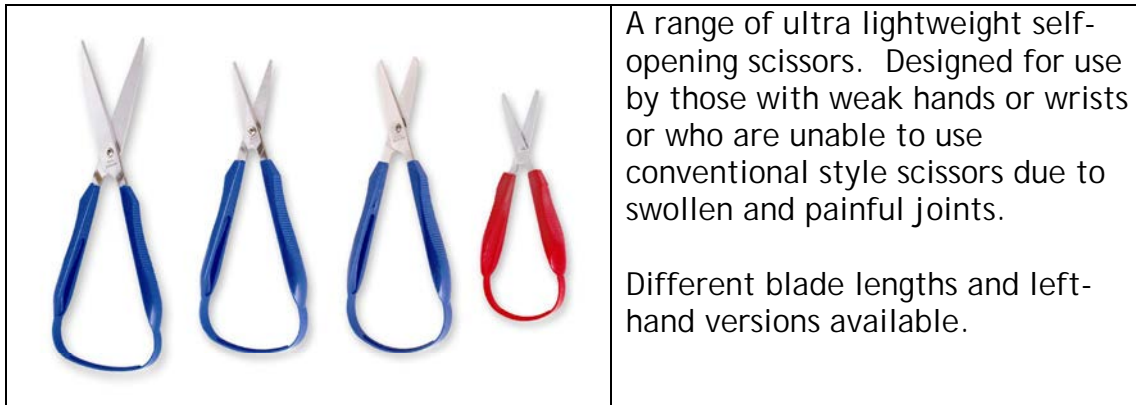 A range of ultra lightweight self-
opening scissors.  Designed for use
by those with weak hands or wrists
or who are unable to use
conventional style scissors due to
swollen and painful joints.
Different blade lengths and left-
hand versions available.